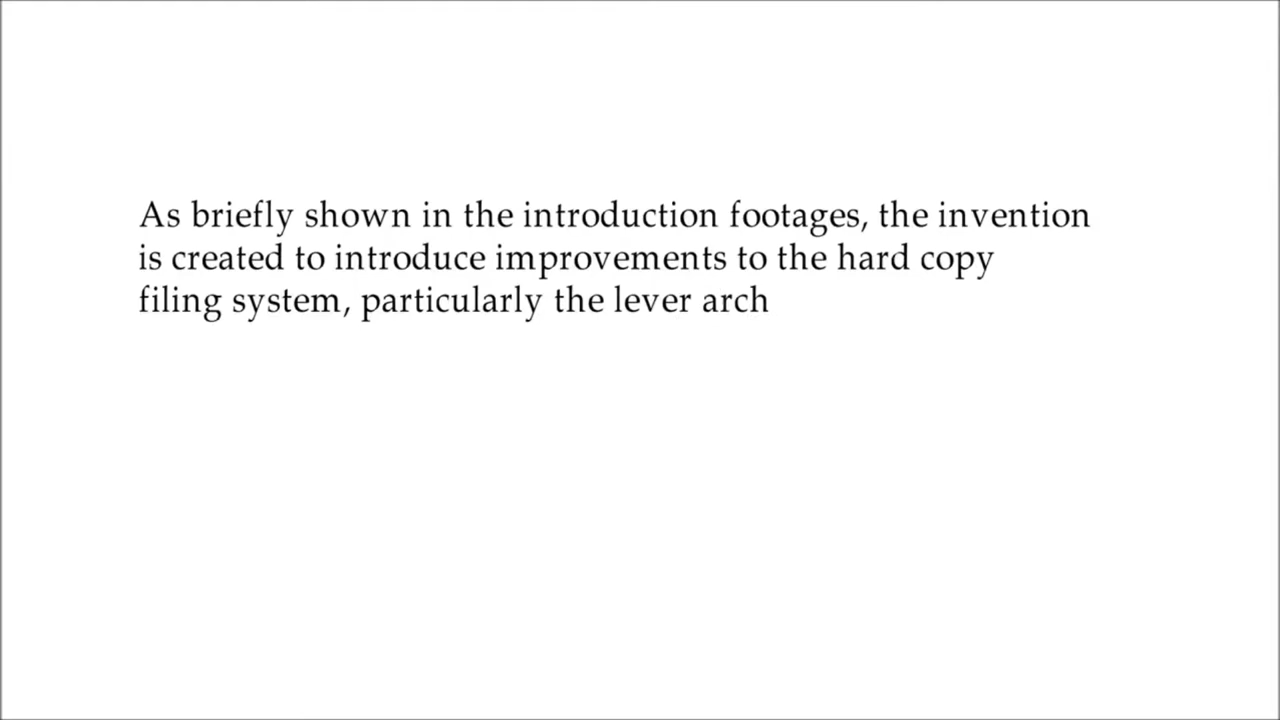 As briefly shown in the introduction footages, the invention
is created to introduce improvements to the hard copy
filing system, particularly the lever arch